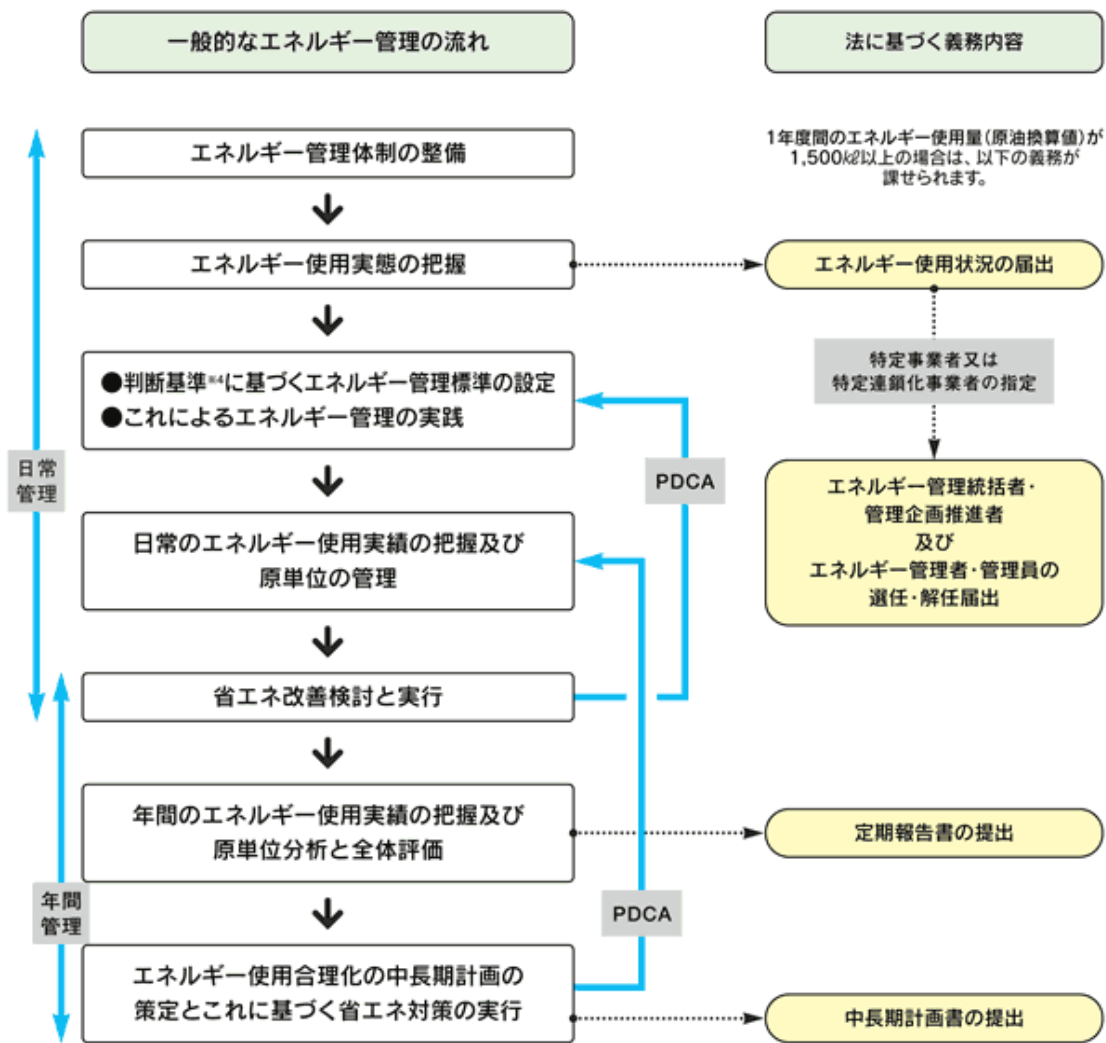 一般的なエネルギー管理の流れ
法に基づく義務内容
エネルギー管理体制の整備
1年度間のエネルギー使用量(原油換算値)が
1,500㎘以上の場合は、以下の義務が
課せられます。
エネルギー使用実態の把握
エネルギー使用状況の届出
●判断基準※4に基づくエネルギー管理標準の設定
●これによるエネルギー管理の実践
特定事業者又は
特定連鎖化事業者の指定
日常
管理
PDCA
エネルギー管理統括者・
管理企画推進者
及び
エネルギー管理者・管理員の
選任・解任届出
日常のエネルギー使用実績の把握及び
原単位の管理
省エネ改善検討と実行
年間のエネルギー使用実績の把握及び
原単位分析と全体評価
定期報告書の提出
年間
管理
PDCA
エネルギー使用合理化の中長期計画の
策定とこれに基づく省エネ対策の実行
中長期計画書の提出